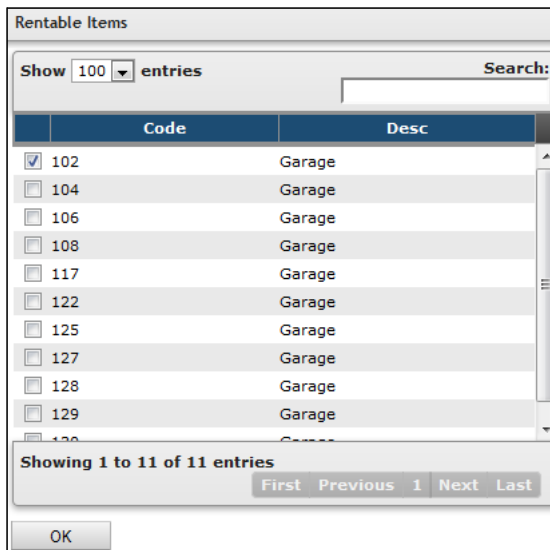 Rentable Items
Show 100 entries Search:
Code Desc
102 Garage
104 Garage
106 Garage
108 Garage
117 Garage
122 Garage
125 Garage
127 Garage
128 Garage
129 Garage
Showing 1 to 11 of 11 entries
First Previous 1 Next Last
OK